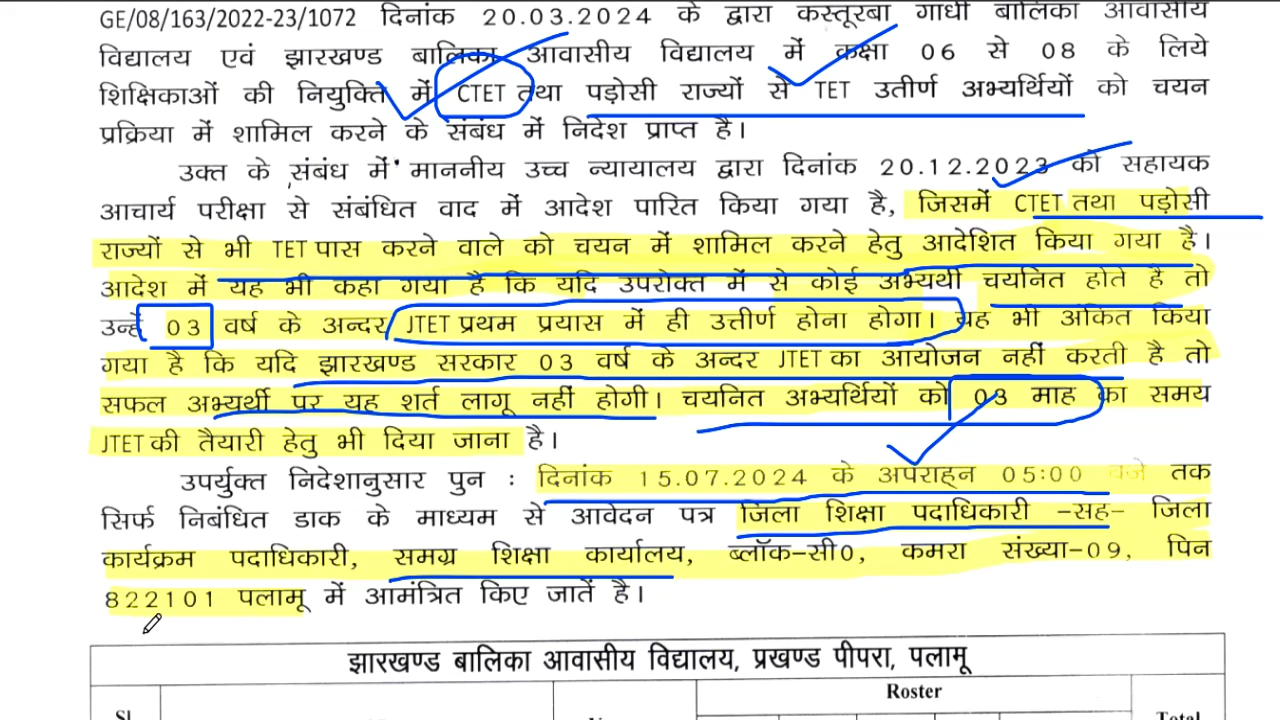 GE/08/163/2022-23/1072 दिनांक 20.03.2024 के द्वारा कस्तूरबा गांधी बालिका आवासीय
विद्यालय एवं झारखण्ड बालिका आवासीय विद्यालय में कक्षा 06 से 08 के लिये
शिक्षिकाओं की नियुक्ति में CTET तथा पड़ोसी राज्यों से TET उतीर्ण अभ्यर्थियों को चयन
प्रक्रिया में शामिल करने के संबंध में निदेश प्राप्त है।
उक्त के संबंध में माननीय उच्च न्यायालय द्वारा दिनांक 20.12.2023 को सहायक
आचार्य परीक्षा से संबंधित वाद में आदेश पारित किया गया है, जिसमें CTET तथा पड़ोसी
राज्यों से भी TET पास करने वाले को चयन में शामिल करने हेतु आदेशित किया गया है।
आदेश में यह भी कहा गया है कि यदि उपरोक्त में से कोई अभ्यर्थी चयनित होते है तो
उन्हें 03 वर्ष के अन्दर JTET प्रथम प्रयास में ही उत्तीर्ण होना होगा। यह भी अंकित किया
गया है कि यदि झारखण्ड सरकार 03 वर्ष के अन्दर JTET का आयोजन नहीं करती है तो
सफल अभ्यर्थी पर यह शर्त लागू नहीं होगी। चयनित अभ्यर्थियों को 03 माह का समय
JTET की तैयारी हेतु भी दिया जाना है।
उपर्युक्त निदेशानुसार पुन : दिनांक 15.07.2024 के अपराह्न 05:00 वजे तक
सिर्फ निबंधित डाक के माध्यम से आवेदन पत्र जिला शिक्षा पदाधिकारी -सह- जिला
कार्यक्रम पदाधिकारी, समग्र शिक्षा कार्यालय, ब्लॉक-सी0, कमरा संख्या-09, पिन
822101 पलामू में आमंत्रित किए जातें है।
झारखण्ड बालिका आवासीय विद्यालय, प्रखण्ड पीपरा, पलामू
Roster
Sl
Total